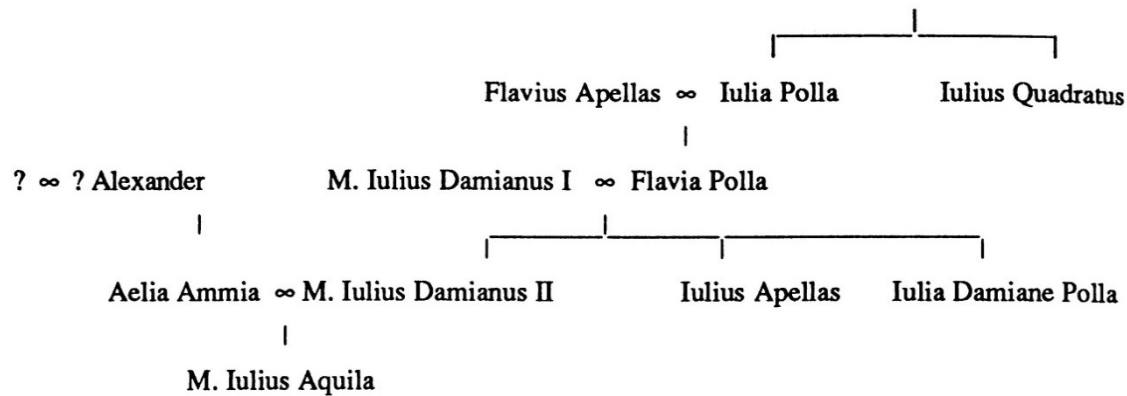 Flavius Apellas ∞ Iulia Polla Iulius Quadratus
? ∞ ? Alexander M. Iulius Damianus I ∞ Flavia Polla
Aelia Ammia ∞ M. Iulius Damianus II Iulius Apellas Iulia Damiane Polla
M. Iulius Aquila